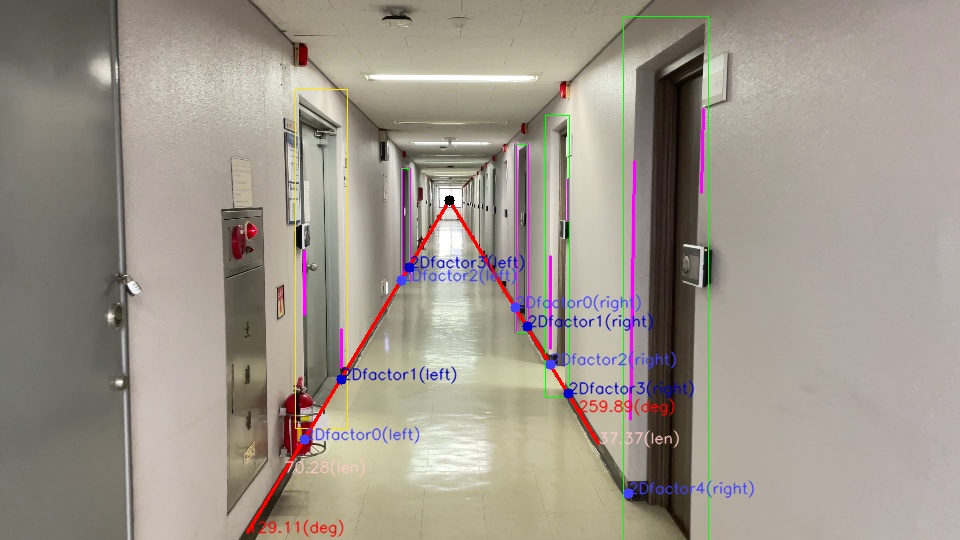 2Dfactor3(left)
2Dfactor2(left)
2Dfactor0(right)
2Dfactor1(right)
2Dfactor2(right)
2Dfactor1(left)
2Dfactor3(right)
259.89(deg)
Dfactor0(left)
37.37(len)
70.28(len)
2Dfactor4(right)
29.11(deg)